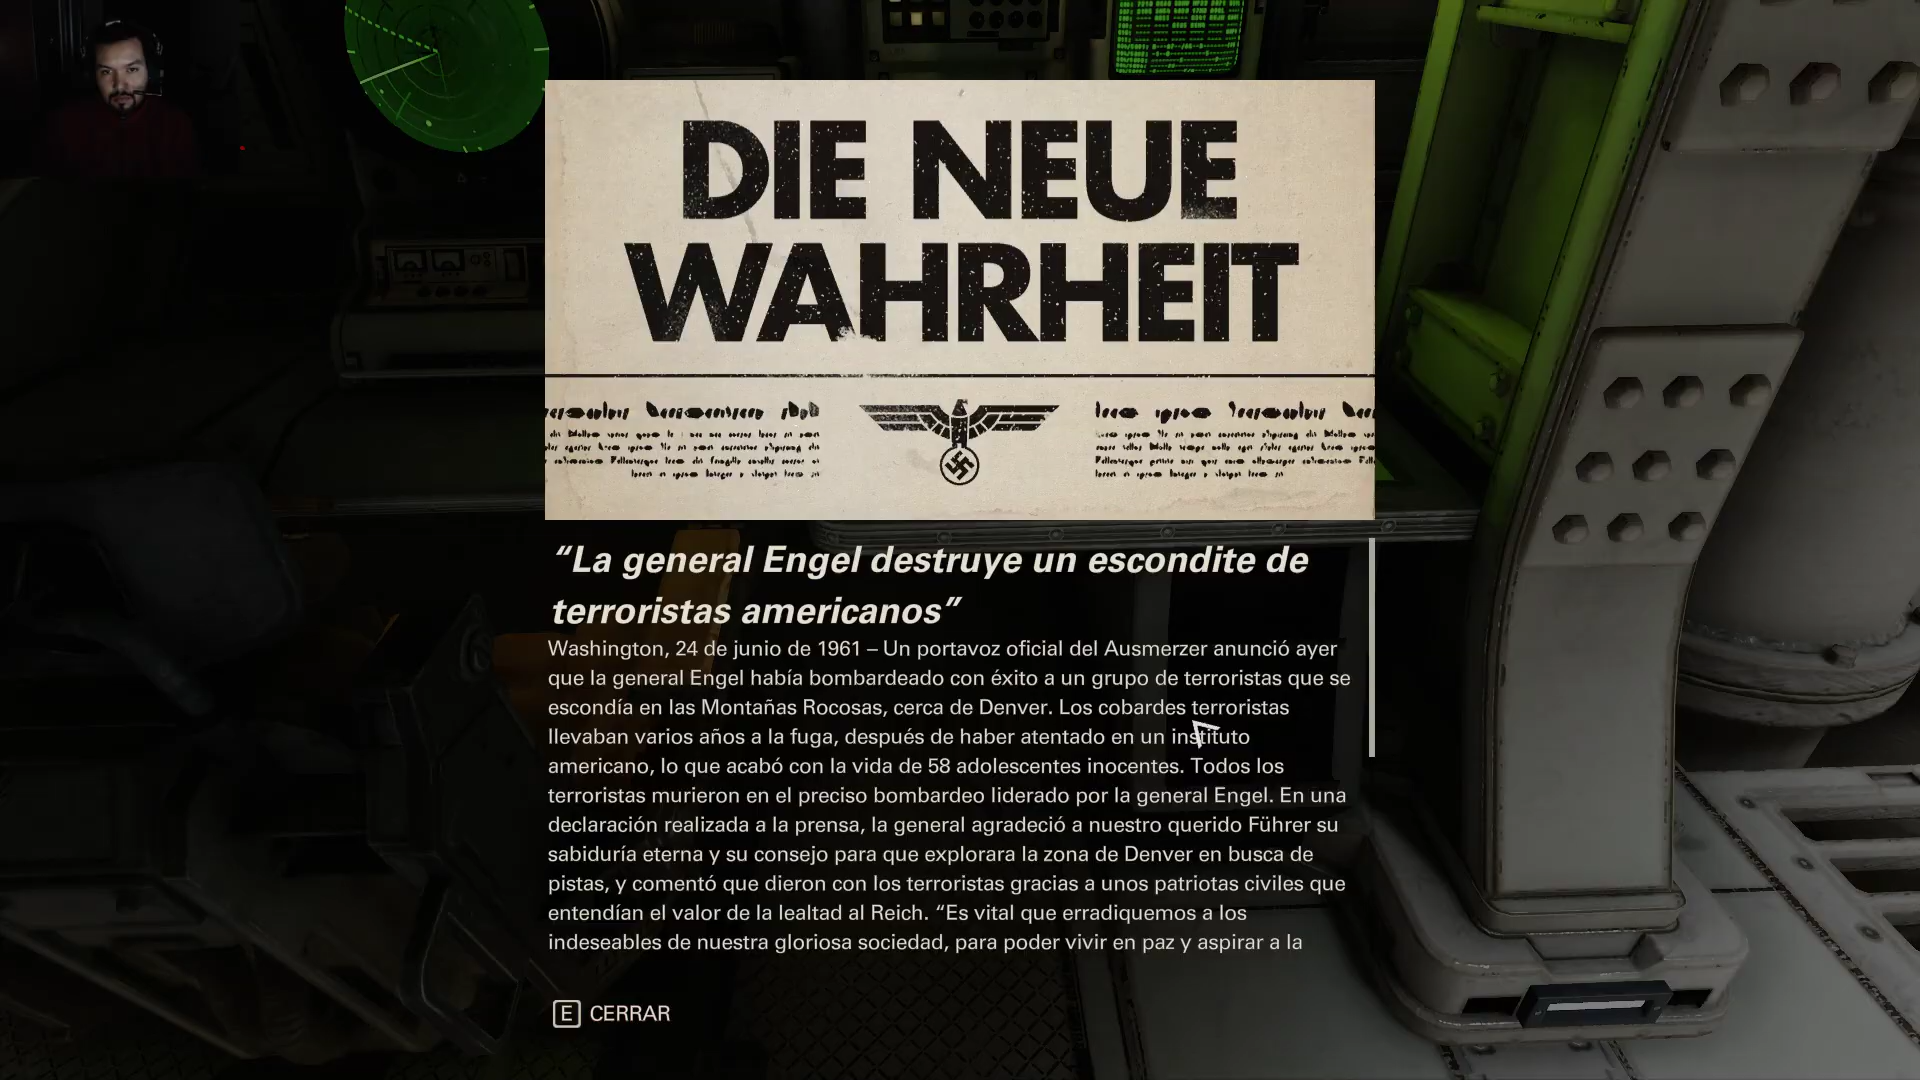 DIE NEUE
WAHRHEIT
“La general Engel destruye un escondite de
terroristas americanos”
Washington, 24 de junio de 1961 – Un portavoz oficial del Ausmerzer anunció ayer
que la general Engel había bombardeado con éxito a un grupo de terroristas que se
escondía en las Montañas Rocosas, cerca de Denver. Los cobardes terroristas
llevaban varios años a la fuga, después de haber atentado en un instituto
americano, lo que acabó con la vida de 58 adolescentes inocentes. Todos los
terroristas murieron en el preciso bombardeo liderado por la general Engel. En una
declaración realizada a la prensa, la general agradeció a nuestro querido Führer su
sabiduría eterna y su consejo para que explorara la zona de Denver en busca de
pistas, y comentó que dieron con los terroristas gracias a unos patriotas civiles que
entendían el valor de la lealtad al Reich. “Es vital que erradiquemos a los
indeseables de nuestra gloriosa sociedad, para poder vivir en paz y aspirar a la
E CERRAR